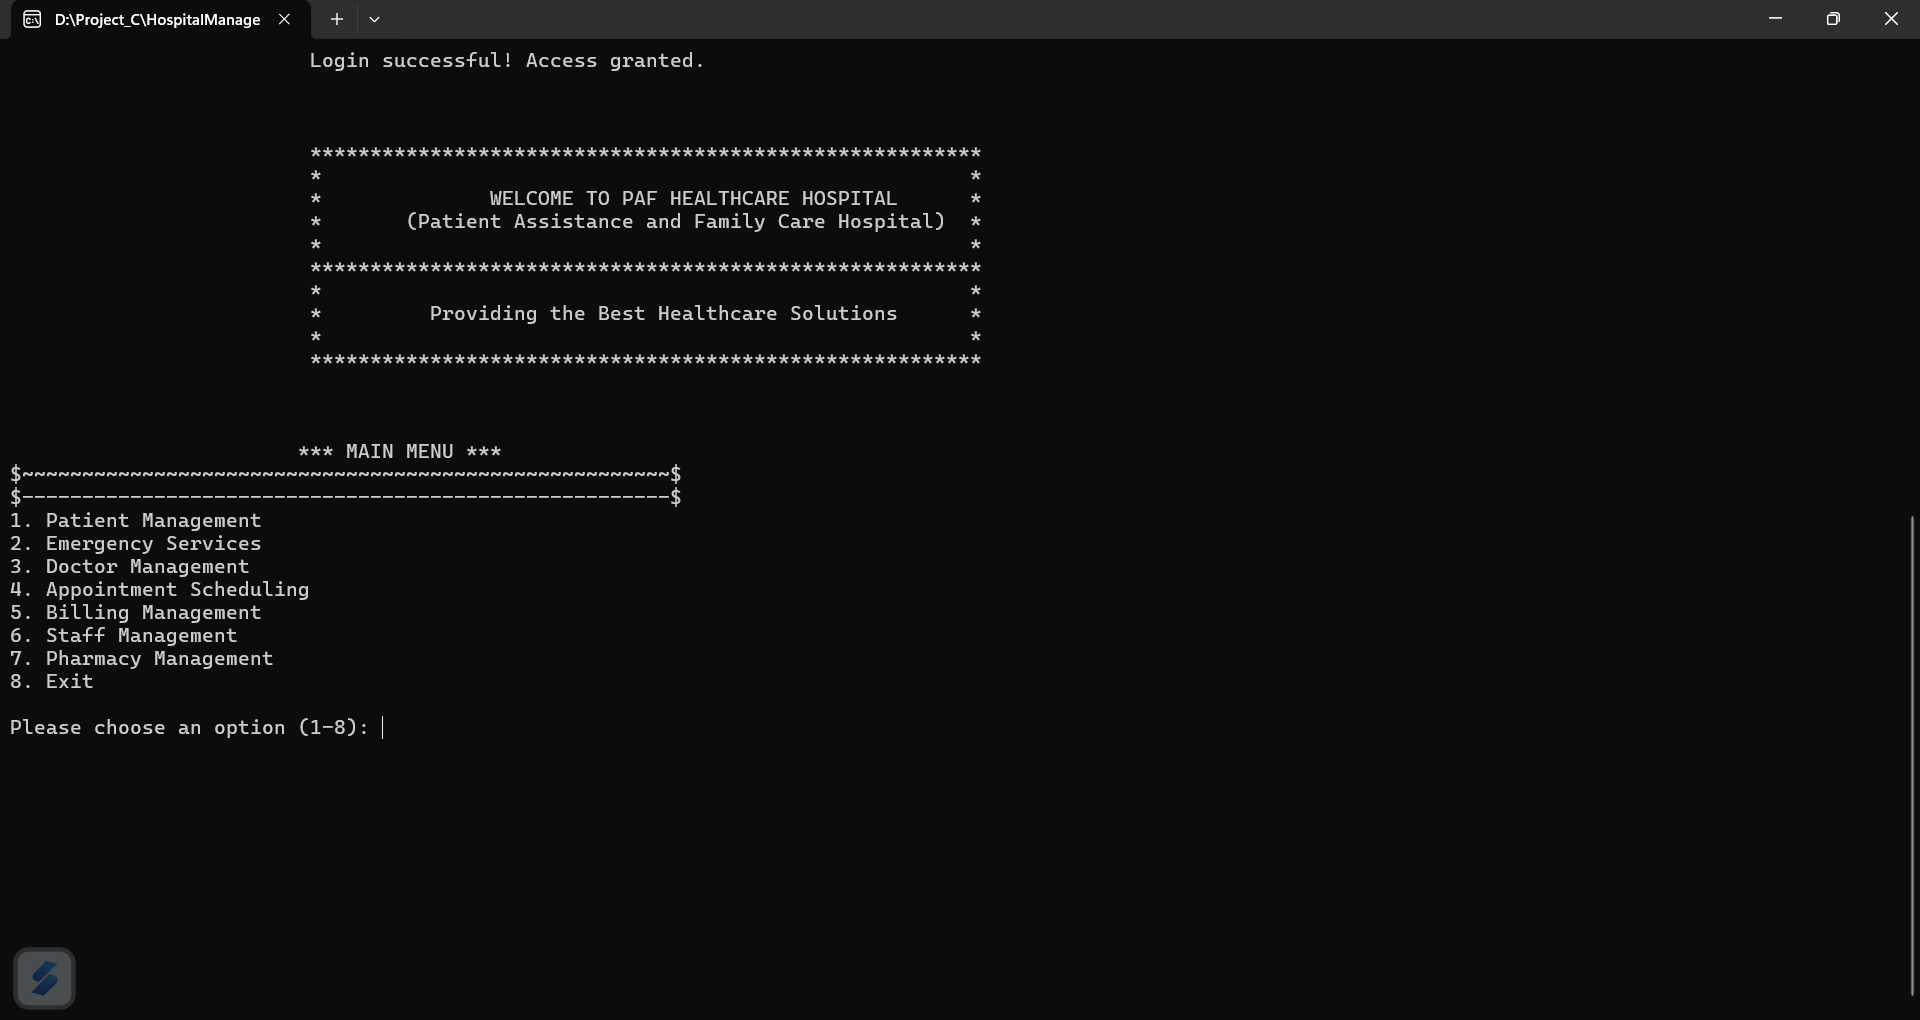 D:\Project_C\HospitalManage
Login successful! Access granted.
********************************************************
* *
* WELCOME TO PAF HEALTHCARE HOSPITAL *
* (Patient Assistance and Family Care Hospital) *
* *
********************************************************
* *
* Providing the Best Healthcare Solutions *
* *
********************************************************
*** MAIN MENU ***
$~~~~~~~~~~~~~~~~~~~~~~~~~~~~~~~~~~~~~~~~~~~~~~~~~~~~~~$
$------------------------------------------------------$
1. Patient Management
2. Emergency Services
3. Doctor Management
4. Appointment Scheduling
5. Billing Management
6. Staff Management
7. Pharmacy Management
8. Exit
Please choose an option (1-8):